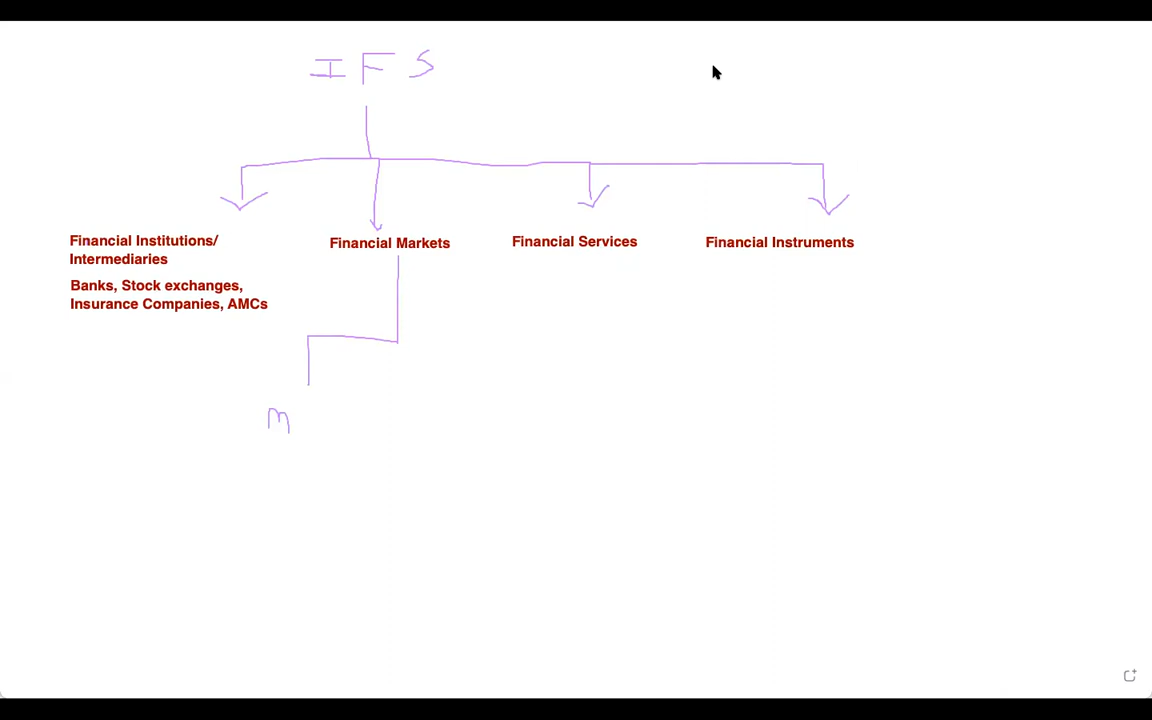 IFS
Financial Institutions/
Intermediaries
Banks, Stock exchanges,
Insurance Companies, AMCs
Financial Markets
Financial Services
Financial Instruments
m